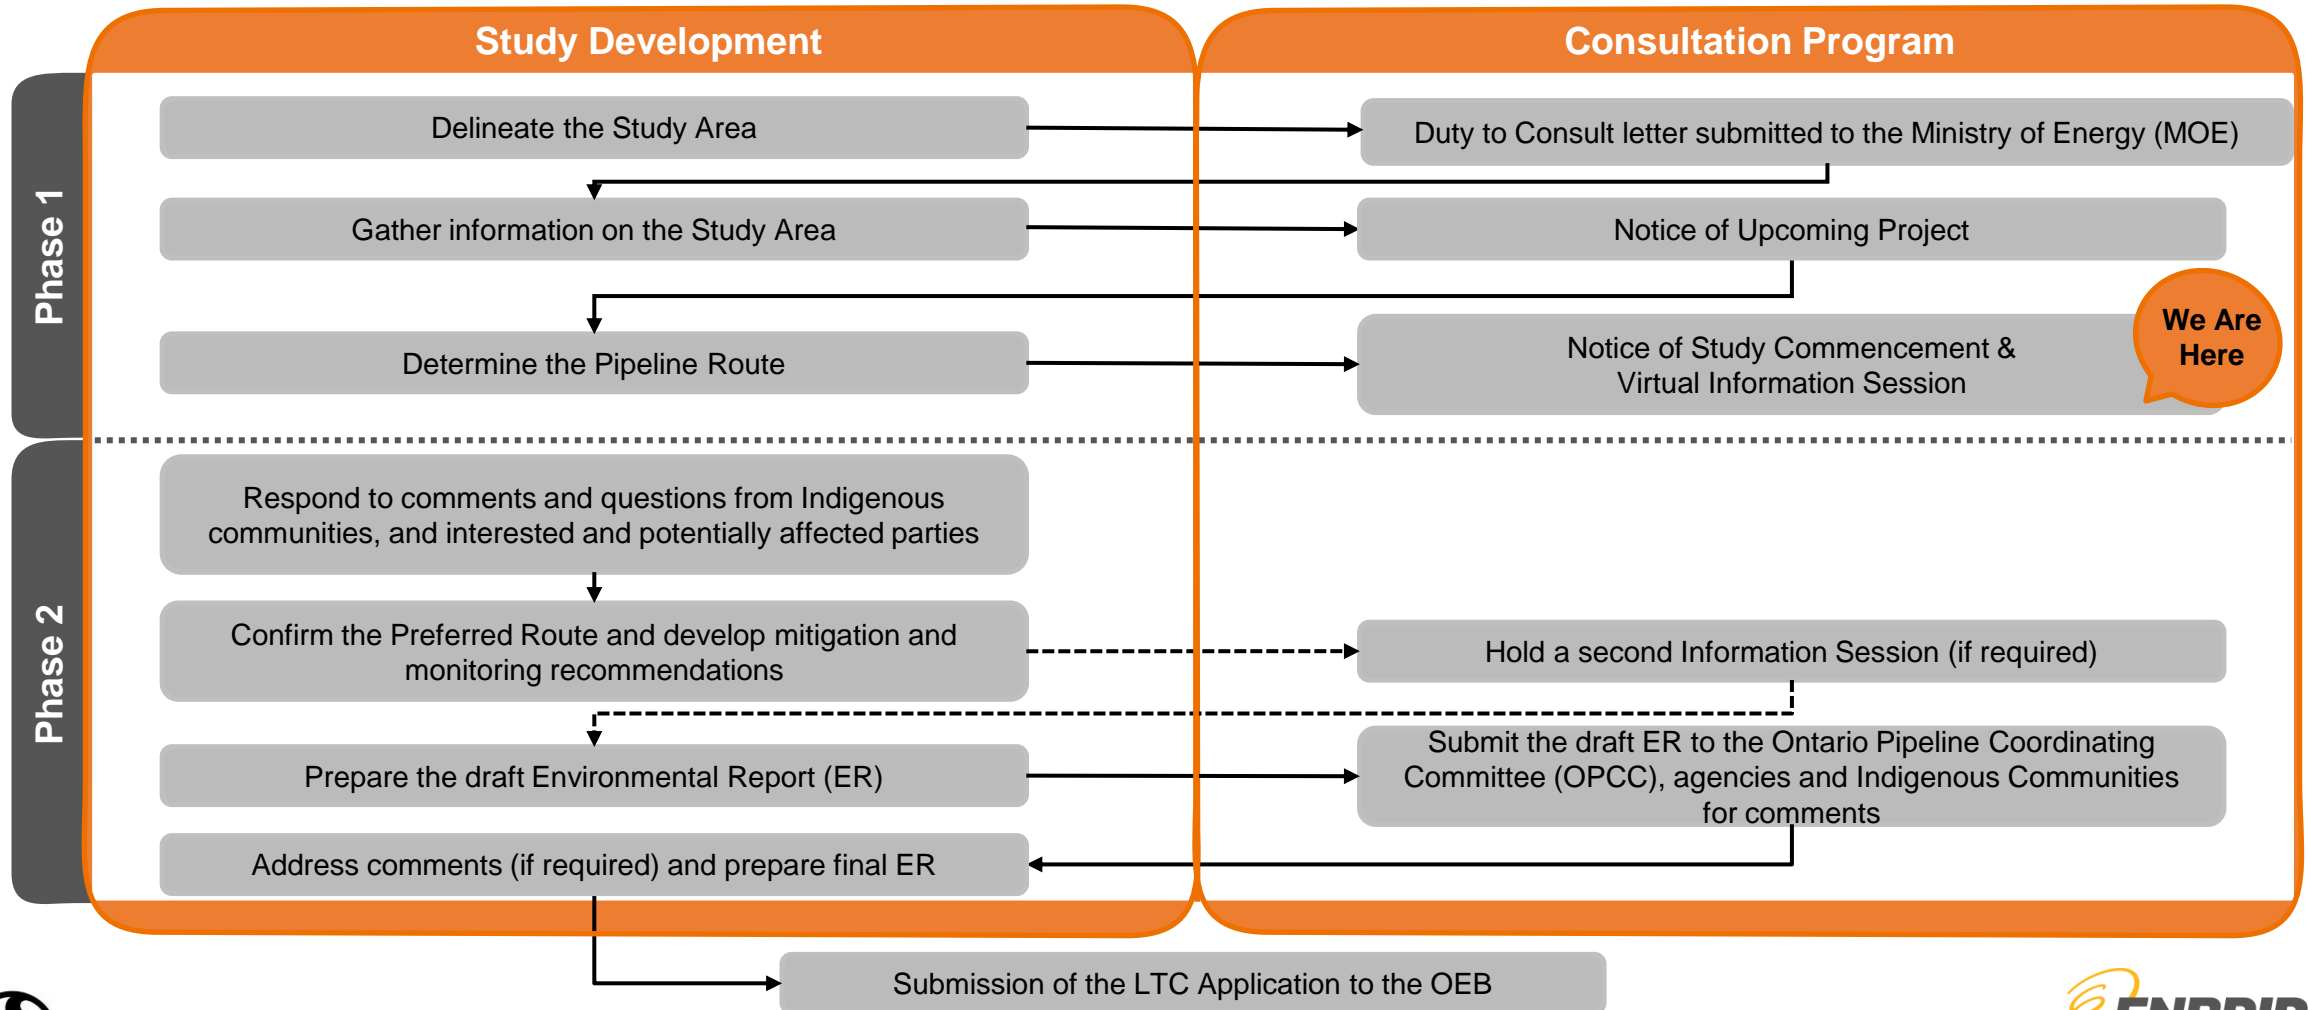 Study Development
Consultation Program
Phase 1
Delineate the Study Area
Duty to Consult letter submitted to the Ministry of Energy (MOE)
Gather information on the Study Area
Notice of Upcoming Project
Determine the Pipeline Route
Notice of Study Commencement &
Virtual Information Session
We Are
Here
Phase 2
Respond to comments and questions from Indigenous
communities, and interested and potentially affected parties
Confirm the Preferred Route and develop mitigation and
monitoring recommendations
Hold a second Information Session (if required)
Prepare the draft Environmental Report (ER)
Submit the draft ER to the Ontario Pipeline Coordinating
Committee (OPCC), agencies and Indigenous Communities
for comments
Address comments (if required) and prepare final ER
Submission of the LTC Application to the OEB